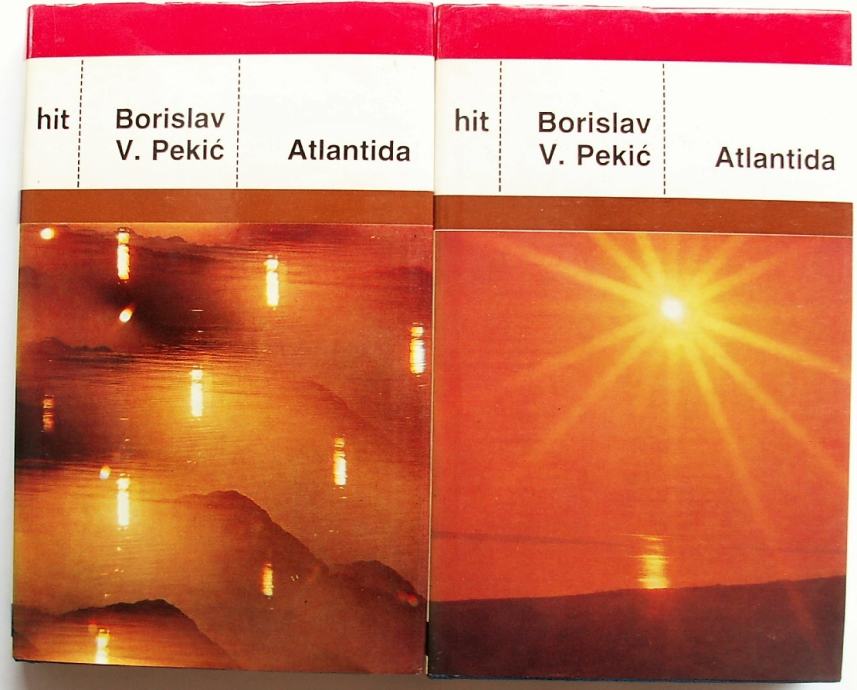 hit
Borislav
V. Pekić
Atlantida
hit
Borislav
V. Pekić
Atlantida